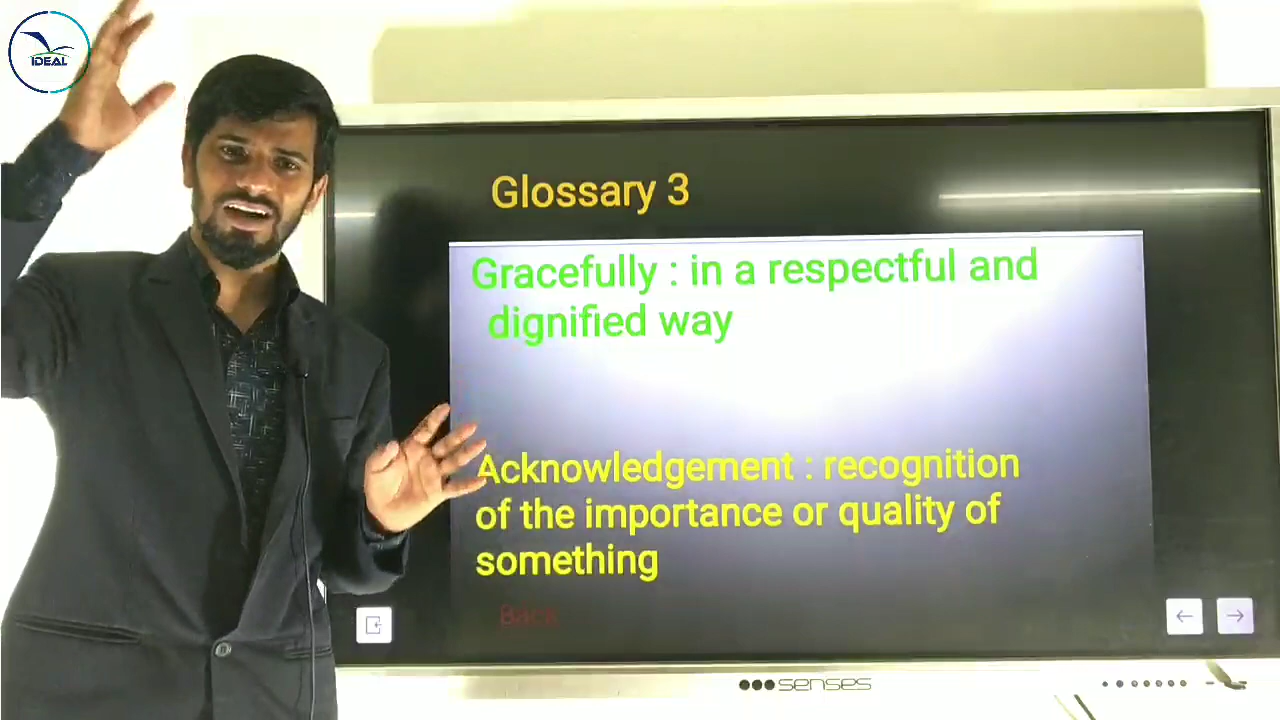 IDEAL
Glossary 3
Gracefully : in a respectful and
dignified way
Acknowledgement : recognition
of the importance or quality of
something
Back
senses